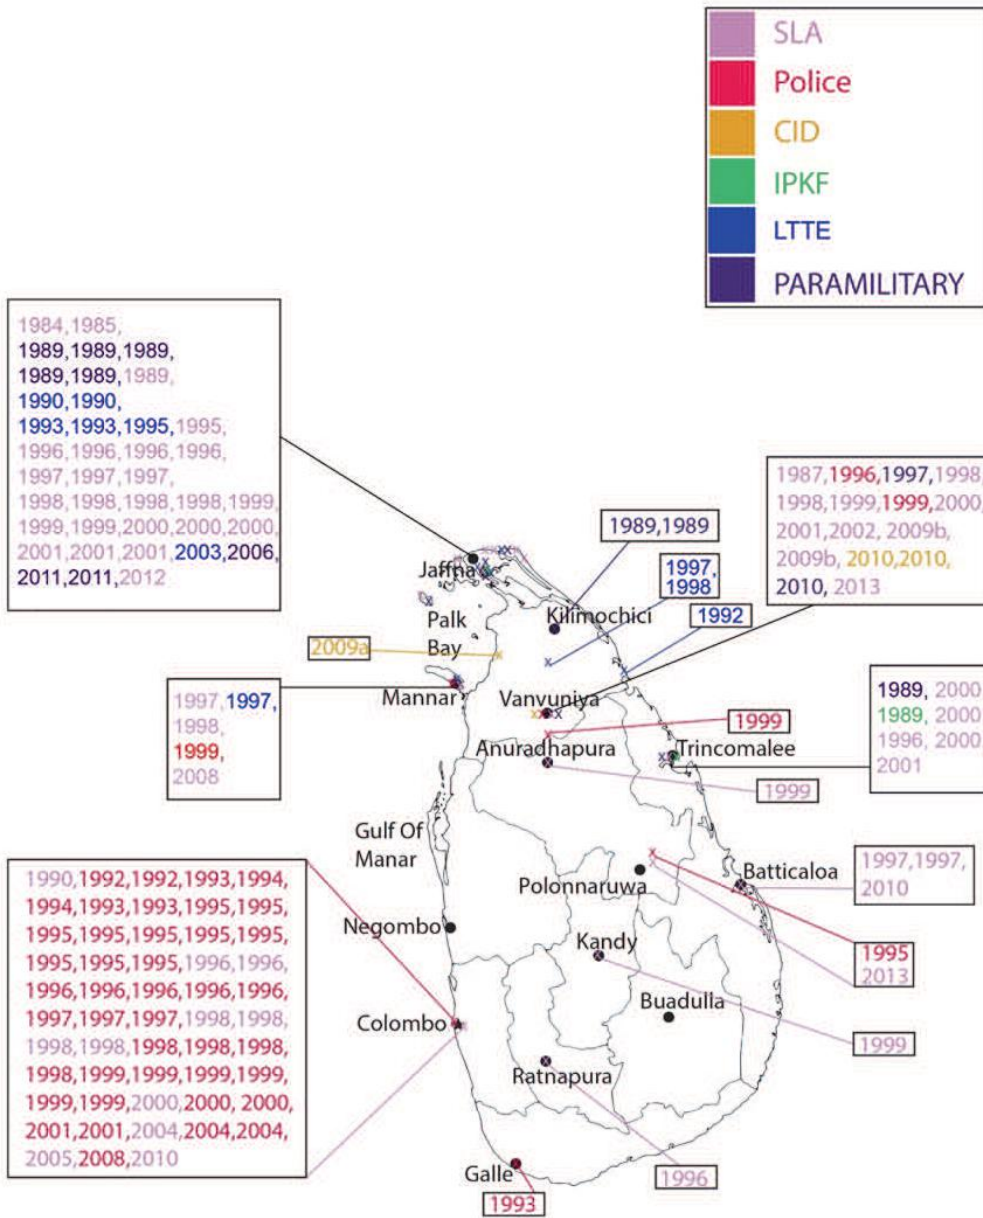 SLA
Police
CID
IPKF
LTTE
PARAMILITARY
1984,1985,
1989,1989,1989,
1989,1989,1989,
1990,1990,
1993,1993,1995,1995,
1996,1996,1996,1996,
1997,1997,1997,
1998,1998,1998,1998,1999,
1999,1999,2000,2000,2000,
2001,2001,2001,2003,2006,
2011,2011,2012
1987,1996,1997,1998,
1998,1999,1999,2000,
2001,2002, 2009b,
2009b, 2010,2010,
2010, 2013
1989,1989
1997,
1998
1992
Jaffna
Kilimochici
Palk
Bay
2009a
Mannar
Vanvuniya
1997,1997,
1998,
1999,
2008
1989, 2000
1989, 2000
1996, 2000
2001
1999
Anuradhapura
Trincomalee
1999
Gulf Of
Manar
Polonnaruwa
Batticaloa
1997,1997,
2010
Negombo
Kandy
1995
2013
Buadulla
Colombo
1999
Ratnapura
1990,1992,1992,1993,1994,
1994,1993,1993,1995,1995,
1995,1995,1995,1995,1995,
1995,1995,1995,1996,1996,
1996,1996,1996,1996,1996,
1997,1997,1997,1998,1998,
1998,1998,1998,1998,1998,
1998,1999,1999,1999,1999,
1999,1999,2000,2000, 2000,
2001,2001,2004,2004,2004,
2005,2008,2010
Galle
1996
1993